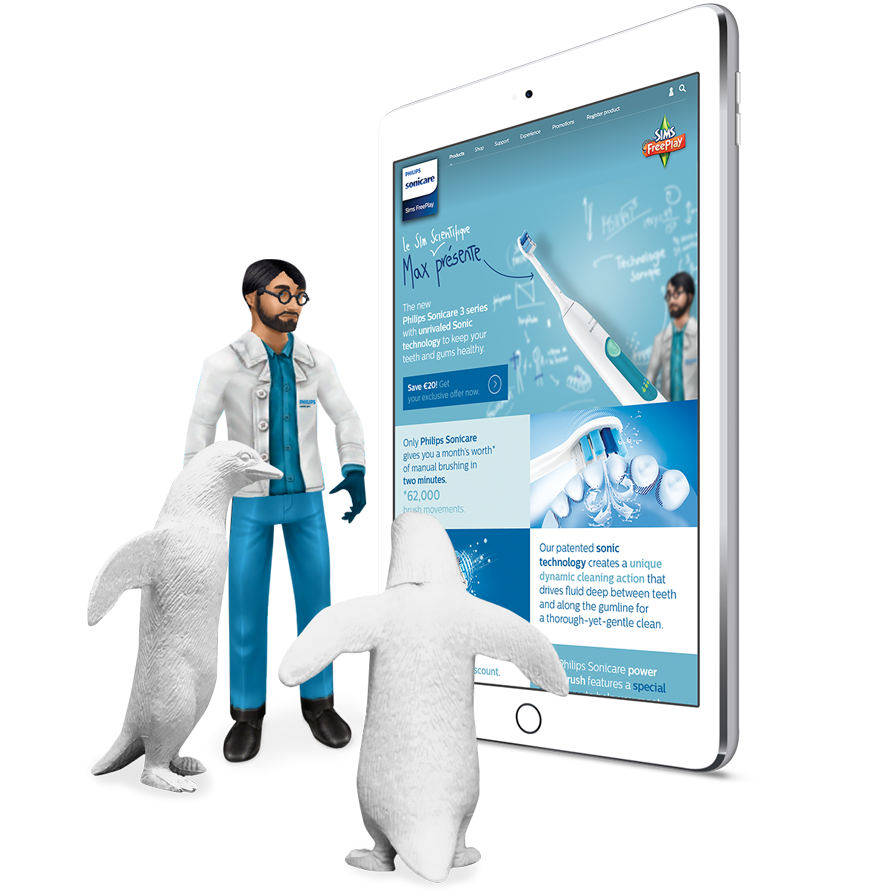 Products Shop Support Experience Promotions Register product
PHILIPS
sonicare
Sims FreePlay
SIMS
FREEPLAY
Le Sim Scientifique
Max présente
Technologie
Sonique
The new
Philips Sonicare 3 series
with unrivaled Sonic
technology to keep your
teeth and gums healthy.
Save €20! Get
your exclusive offer now.
PHILIPS
Only Philips Sonicare
gives you a month's worth*
of manual brushing in
two minutes.
*62,000
brush movements.
Our patented sonic
technology creates a unique
dynamic cleaning action that
drives fluid deep between teeth
and along the gumline for
a thorough-yet-gentle clean.
Philips Sonicare power
features a special